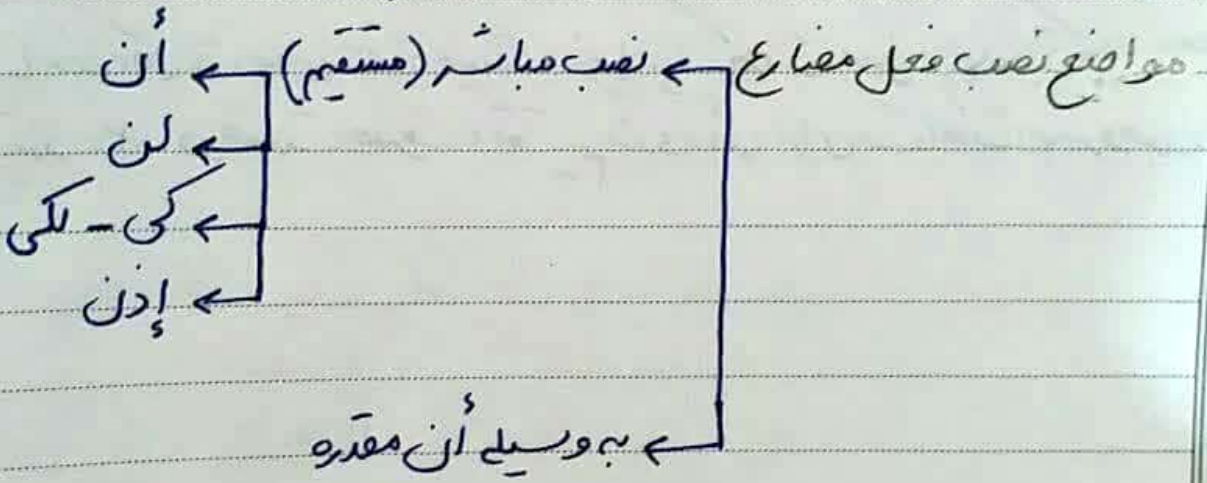 مواضع نصب فعل مضارع ← نصب مباشر (مستقیم) ← أن
← لن
← کی - لکی
← إذن
← به وسیله أن مقدره